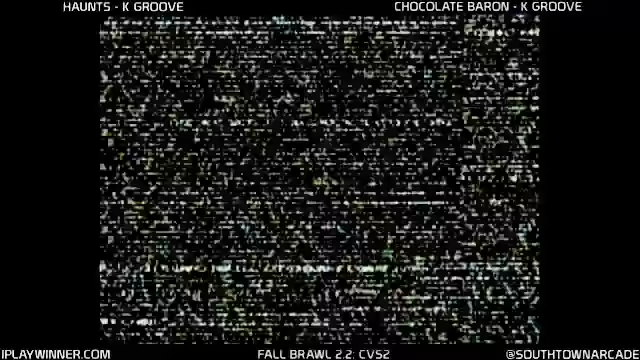 HAUNTS - K GROOVE
CHOCOLATE BARON - K GROOVE
IPLAYWINNER.COM
FALL BRAWL 2.2: CVS2
@SOUTHTOWNARCADE